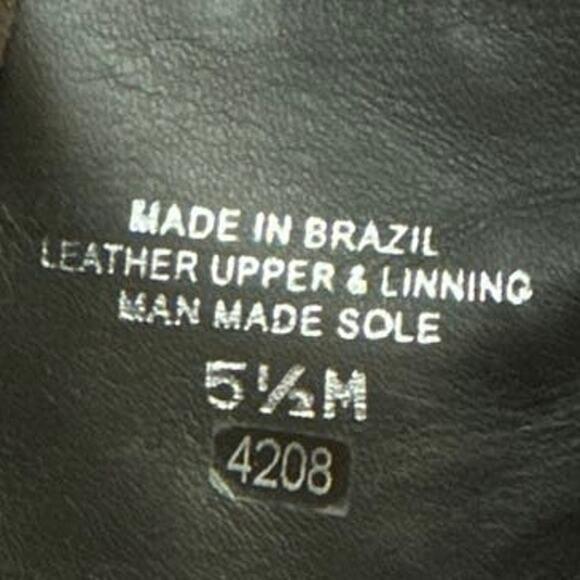 MADE IN BRAZIL
LEATHER UPPER & LINNING
MAN MADE SOLE
5½M
4208